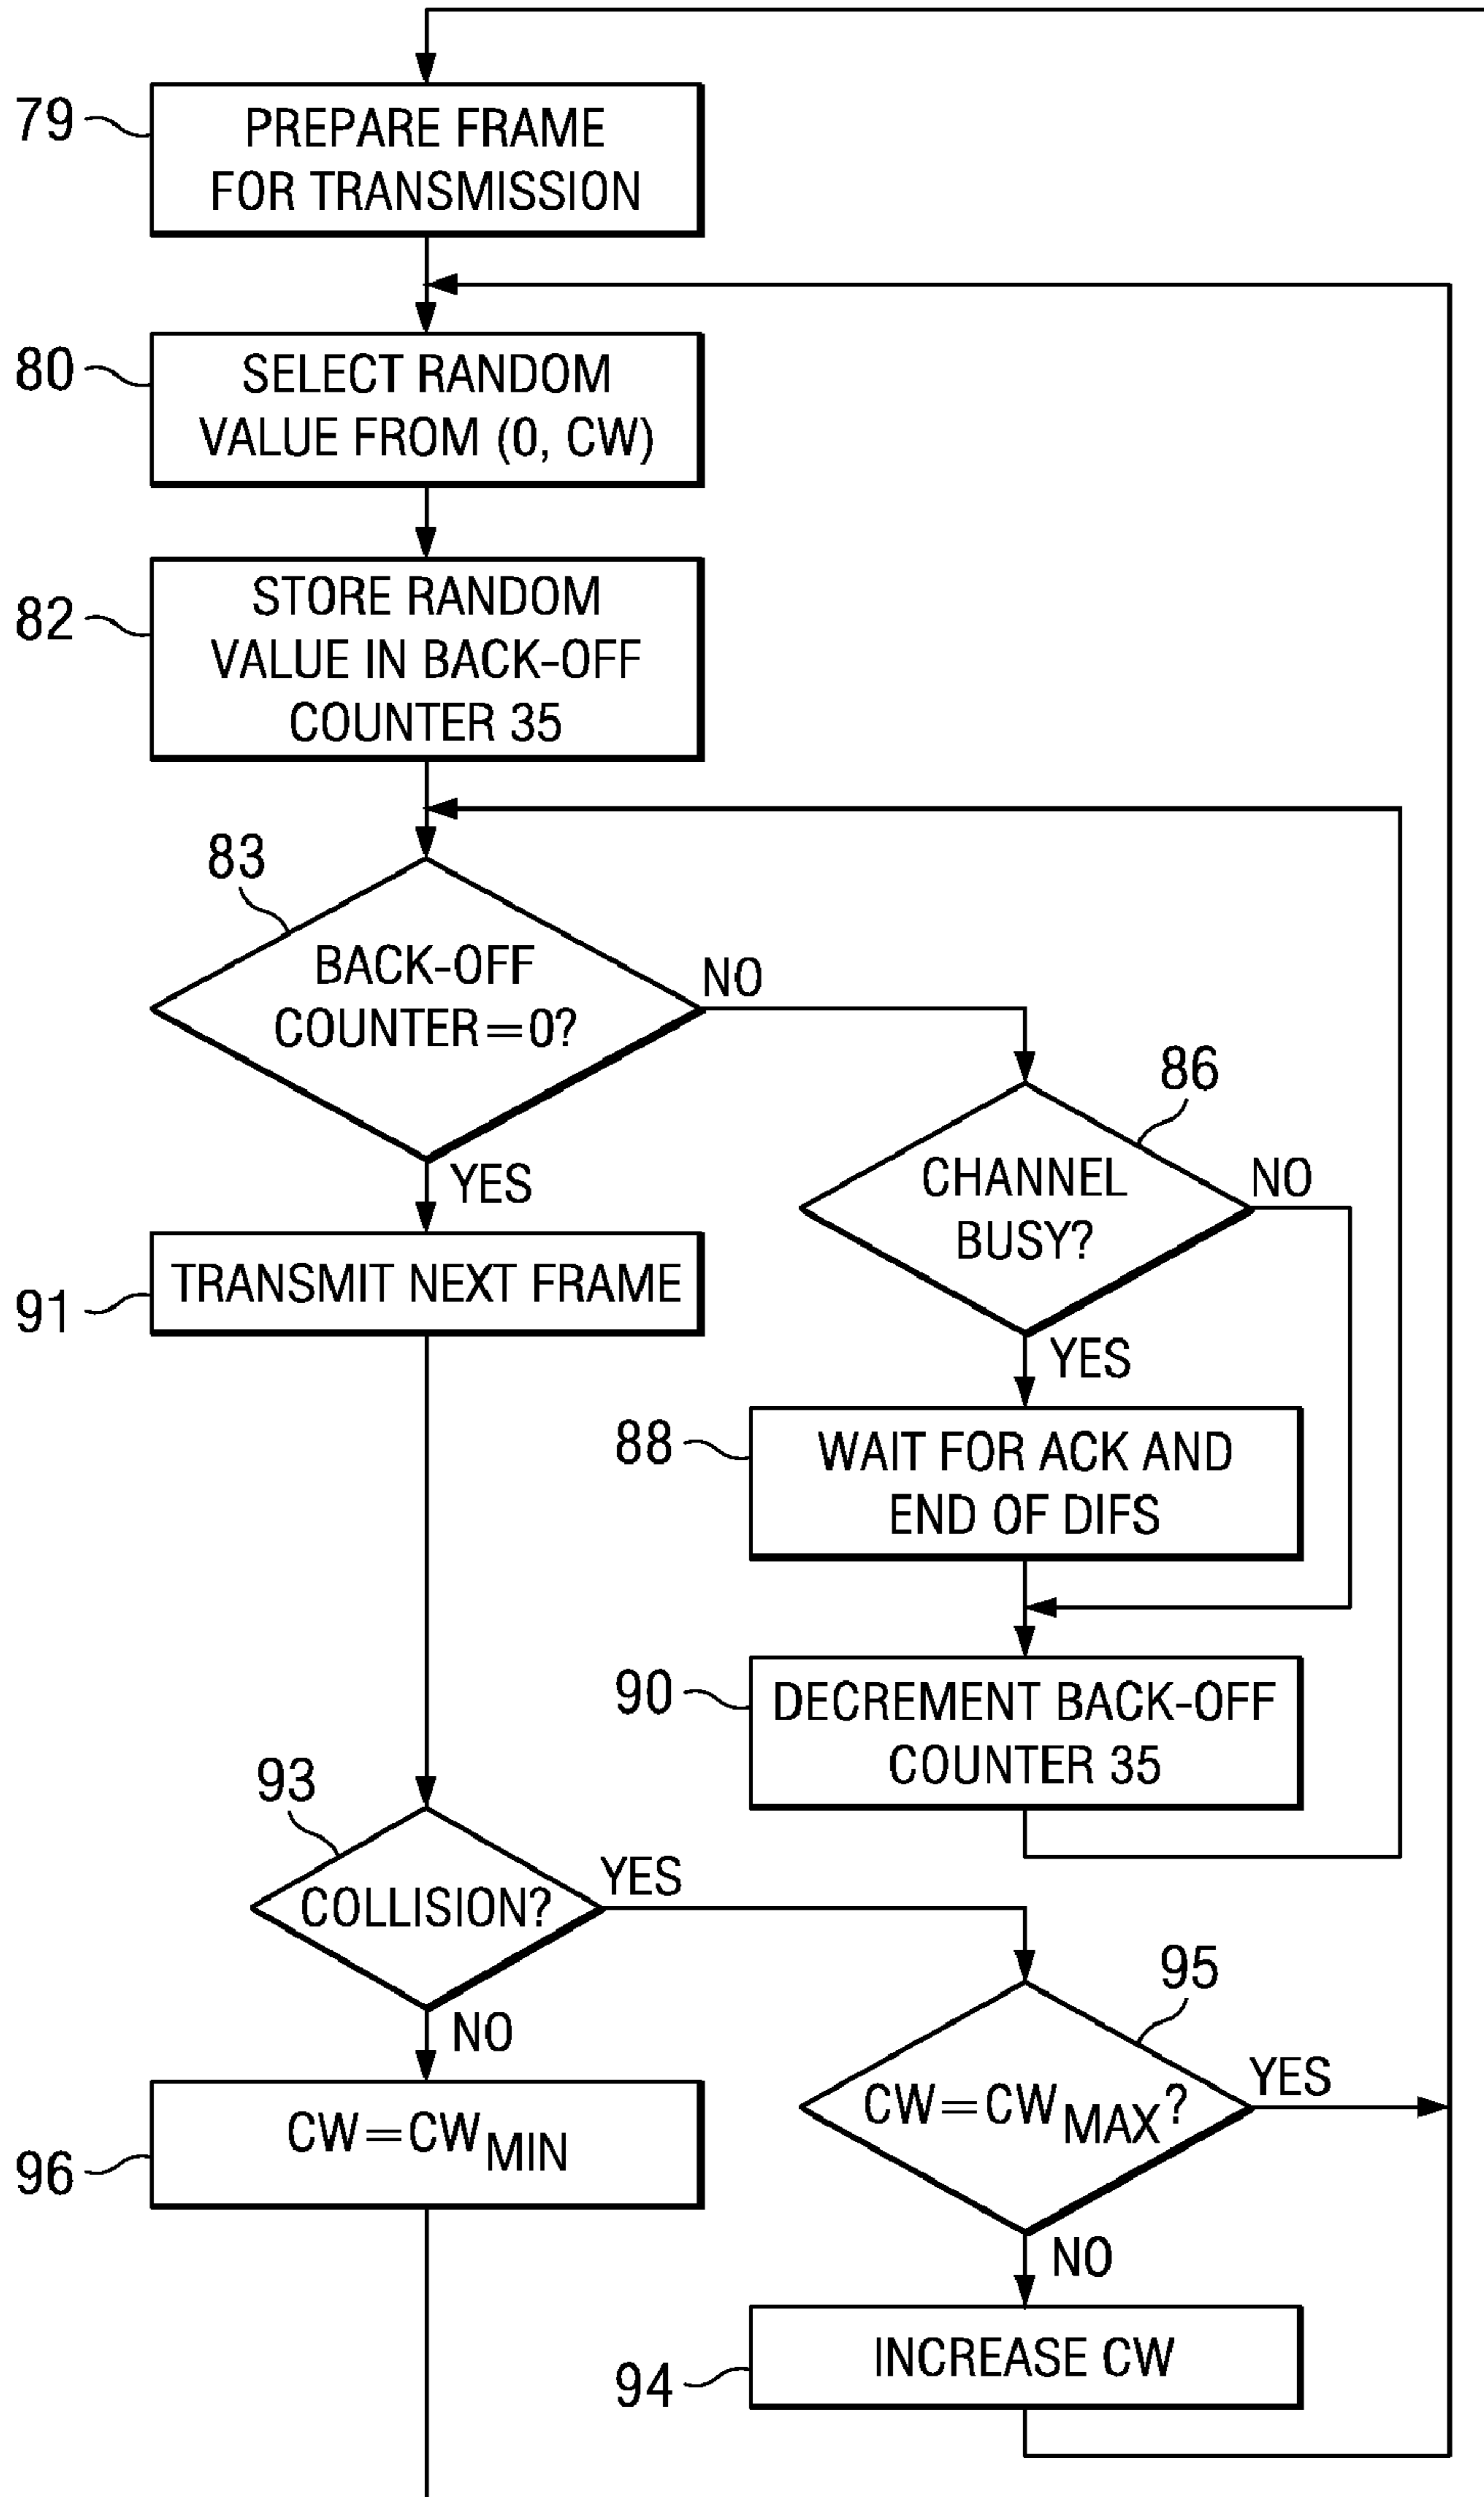 79
PREPARE FRAME
FOR TRANSMISSION
80
SELECT RANDOM
VALUE FROM (0, CW)
82
STORE RANDOM
VALUE IN BACK-OFF
COUNTER 35
83
BACK-OFF
COUNTER=0?
NO
YES
86
CHANNEL
BUSY?
NO
YES
91
TRANSMIT NEXT FRAME
88
WAIT FOR ACK AND
END OF DIFS
90
DECREMENT BACK-OFF
COUNTER 35
93
COLLISION?
YES
NO
95
CW=CWMAX?
YES
NO
96
CW=CWMIN
94
INCREASE CW